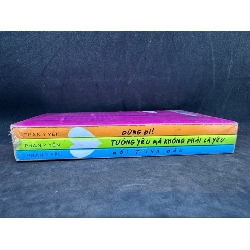 PHAN Ý YÊN ĐỪNG ĐI!
PHAN Ý YÊN TƯỞNG YÊU MÀ KHÔNG PHẢI LÀ YÊU
PHAN Ý YÊN